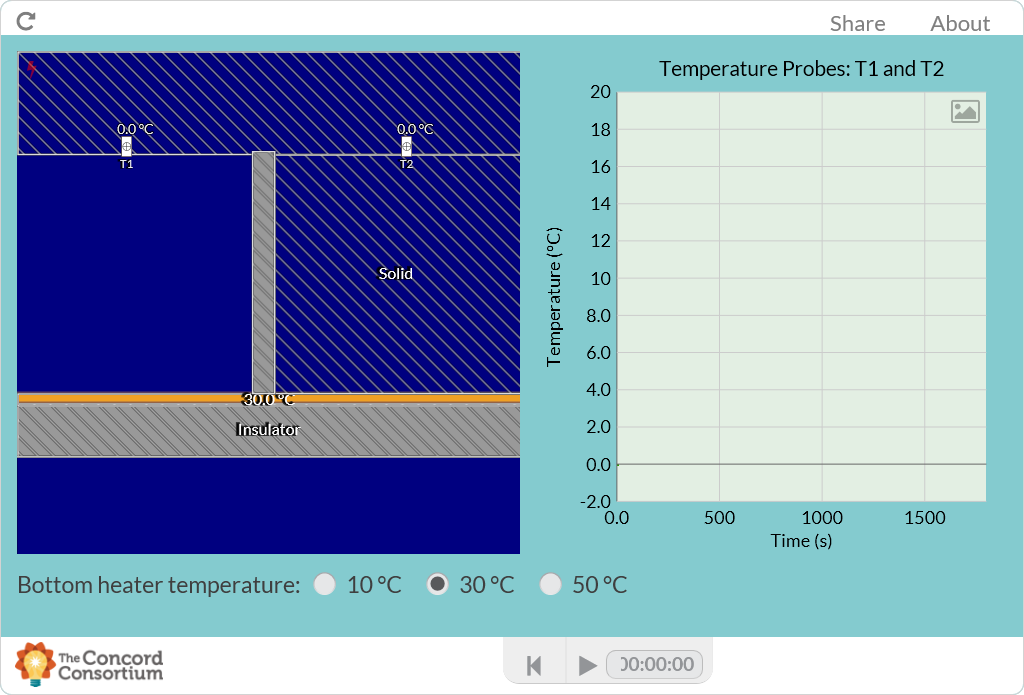 Share About
0.0 °C 0.0 °C
T1 T2
Solid
30.0 °C
Insulator
Temperature Probes: T1 and T2
20
18
16
14
12
10
8.0
6.0
4.0
2.0
0.0
-2.0
Temperature (°C)
0.0 500 1000 1500
Time (s)
Bottom heater temperature: 10 °C 30 °C 50 °C
The Concord
Consortium
00:00:00